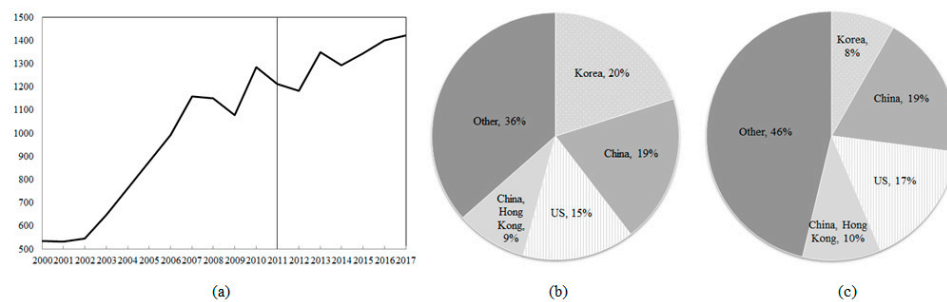 1500
1400
1300
1200
1100
1000
900
800
700
600
500
2000 2001 2002 2003 2004 2005 2006 2007 2008 2009 2010 2011 2012 2013 2014 2015 2016 2017
(a)
Korea, 20%
China, 19%
US, 15%
China,
Hong
Kong,
9%
Other, 36%
(b)
Korea,
8%
China, 19%
US, 17%
China, Hong
Kong, 10%
Other, 46%
(c)